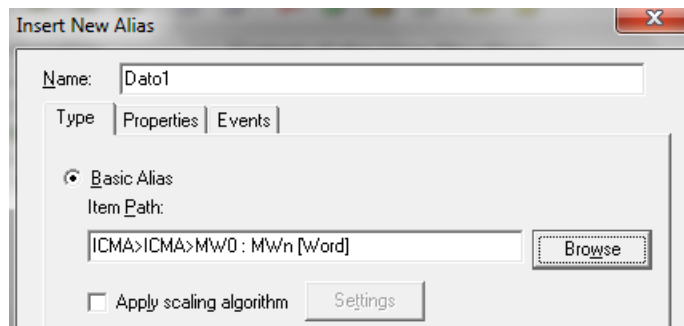 Insert New Alias
Name: Dato1
Type Properties Events
Basic Alias
Item Path:
ICMA>ICMA>MW0 : MWn [Word] Browse
Apply scaling algorithm Settings